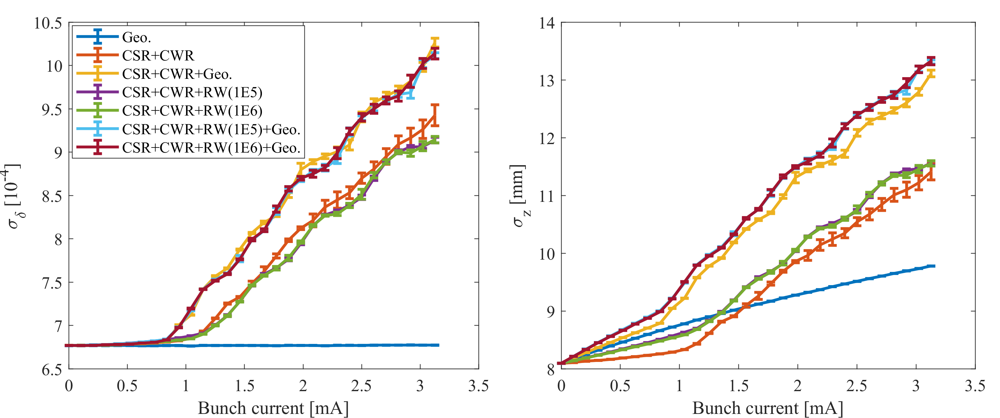 10.5
10
9.5
9
8.5
8
7.5
7
6.5
σδ [10-4]
Geo.
CSR+CWR
CSR+CWR+Geo.
CSR+CWR+RW(1E5)
CSR+CWR+RW(1E6)
CSR+CWR+RW(1E5)+Geo.
CSR+CWR+RW(1E6)+Geo.
0 0.5 1 1.5 2 2.5 3 3.5
Bunch current [mA]
14
13
12
11
10
9
8
σz [mm]
0 0.5 1 1.5 2 2.5 3 3.5
Bunch current [mA]